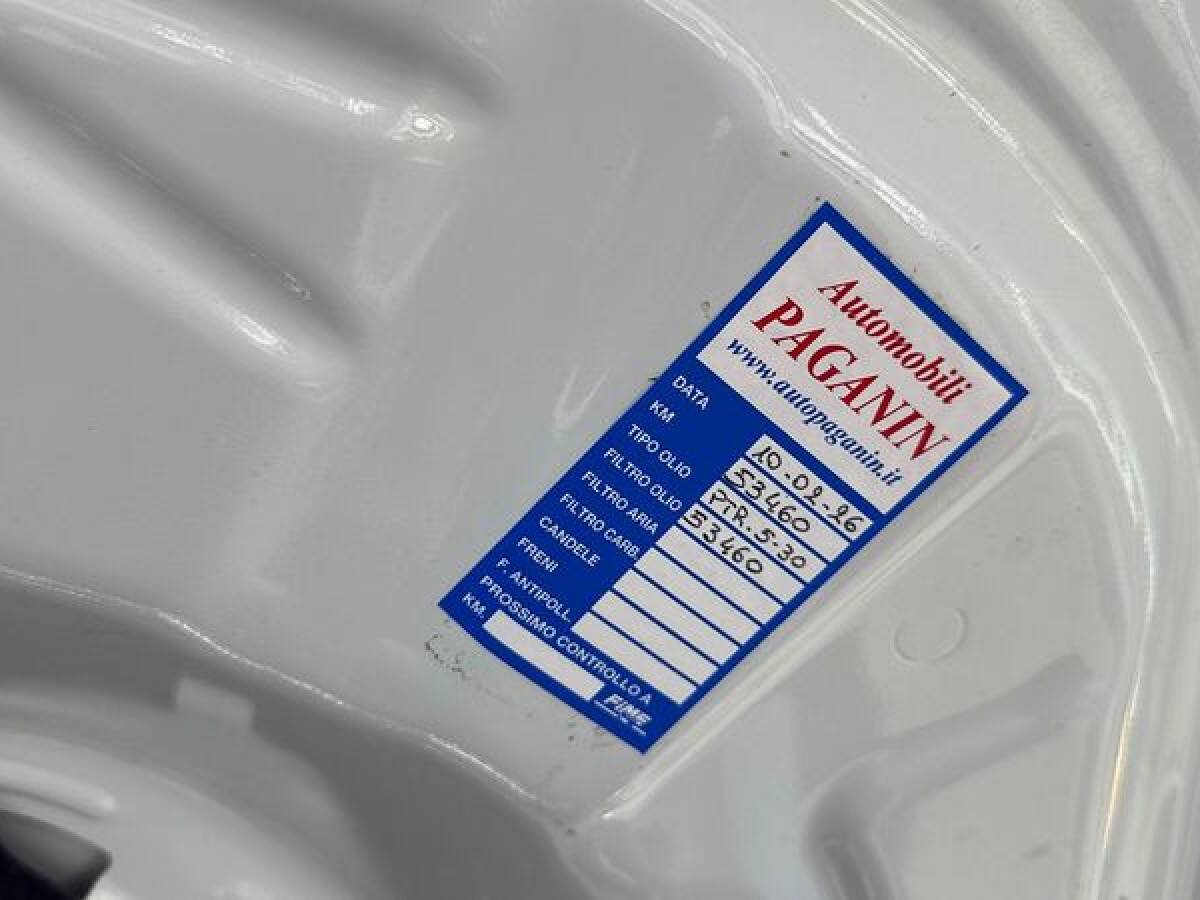 Automobili
PAGANIN
www.autopaganin.it
DATA 10-02-26
KM 53460
TIPO OLIO PTR.5-30
FILTRO OLIO 53460
FILTRO ARIA
FILTRO CARB.
CANDELE
FRENI
F. ANTIPOLL.
PROSSIMO CONTROLLO A
KM.
FIME